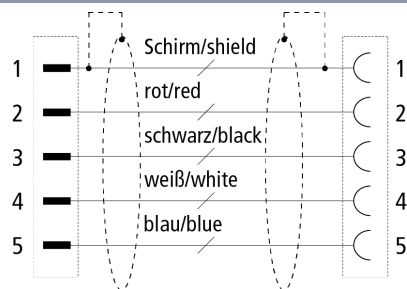 Schirm/shield
1 1
rot/red
2 2
schwarz/black
3 3
weiß/white
4 4
blau/blue
5 5